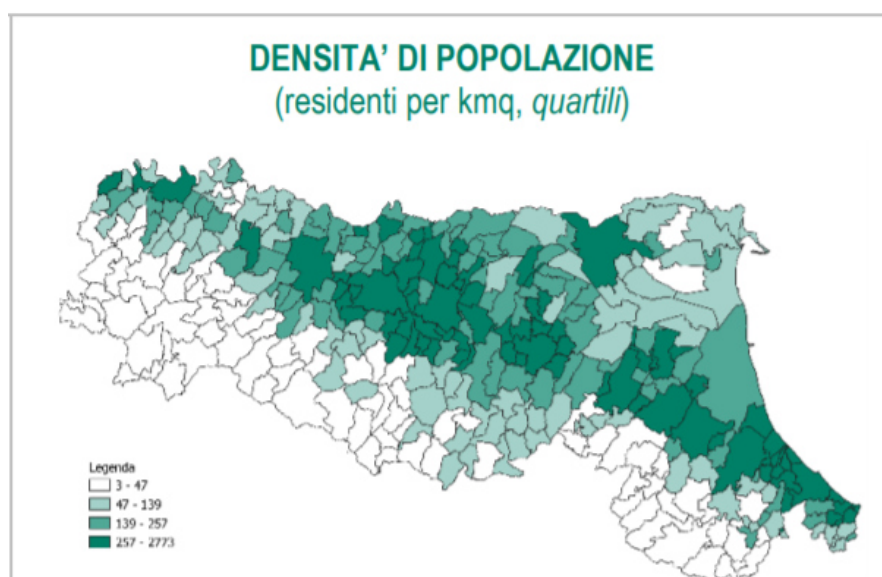 DENSITA' DI POPOLAZIONE
(residenti per kmq, quartili)
Legenda
3 - 47
47 - 139
139 - 257
257 - 2773